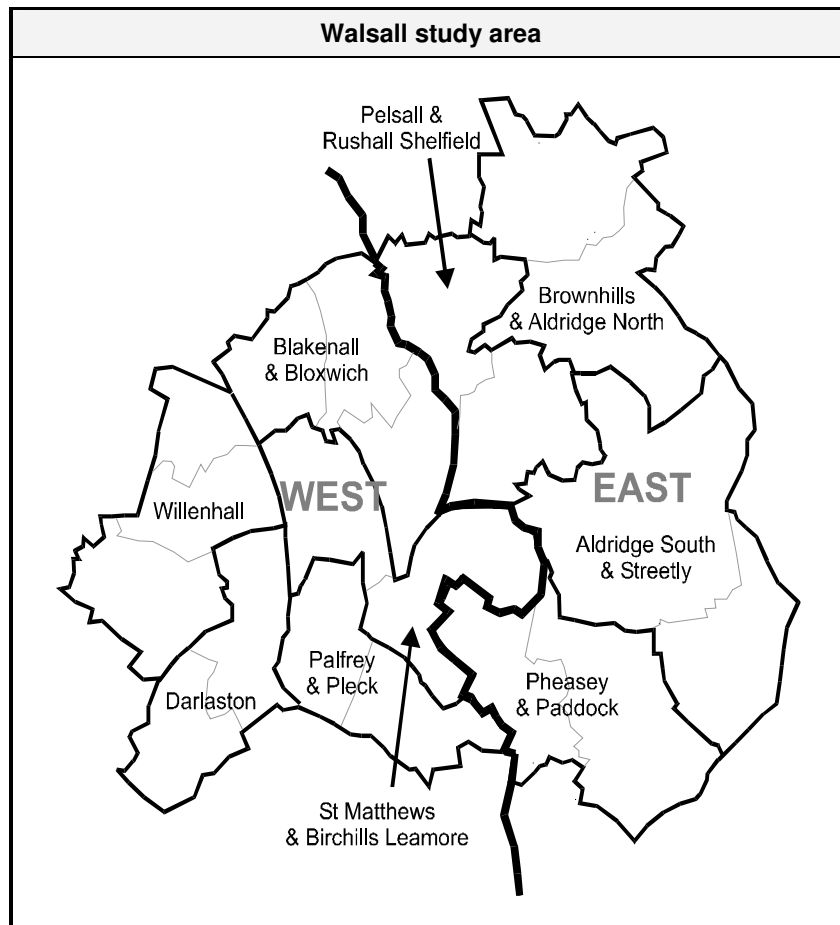 Walsall study area
Pelsall &
Rushall Shelfield
Brownhills
& Aldridge North
Blakenall
& Bloxwich
WEST
EAST
Willenhall
Aldridge South
& Streetly
Palfrey
& Pleck
Darlaston
Pheasey
& Paddock
St Matthews
& Birchills Leamore